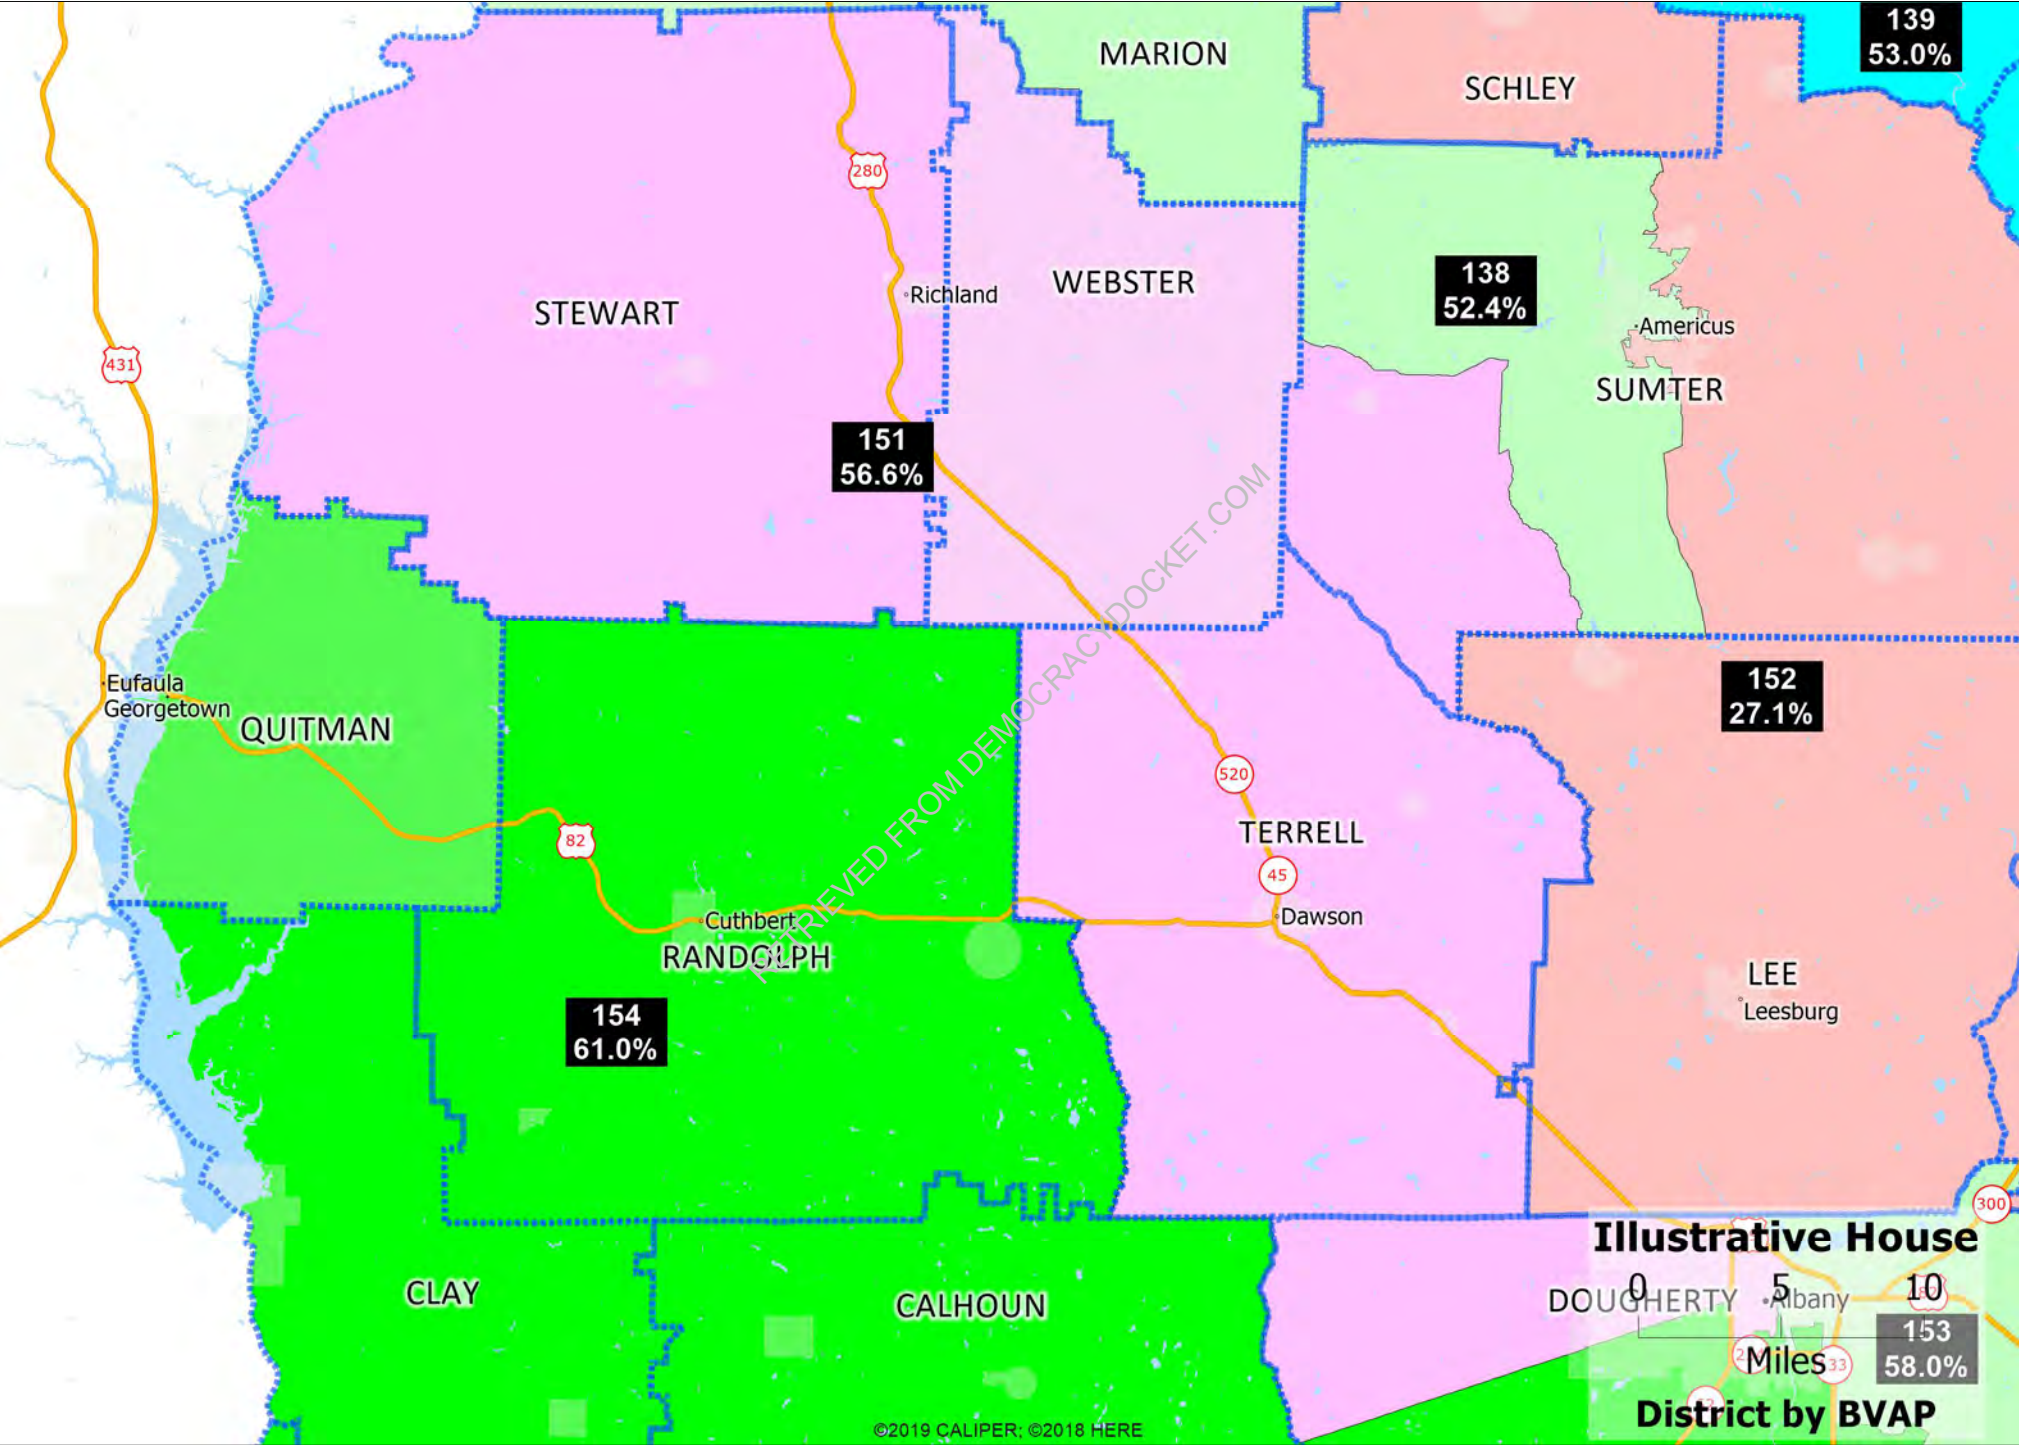 139
53.0%
MARION
SCHLEY
280
STEWART
Richland
WEBSTER
138
52.4%
Americus
SUMTER
431
151
56.6%
RETRIEVED FROM DEMOCRACYDOCKET.COM
Eufaula
Georgetown
QUITMAN
152
27.1%
520
TERRELL
82
45
Cuthbert
RANDOLPH
Dawson
LEE
Leesburg
154
61.0%
300
Illustrative House
CLAY
CALHOUN
DOUGHERTY
Albany
0 5 10
82
153
58.0%
Miles
133
District by BVAP
©2019 CALIPER; ©2018 HERE